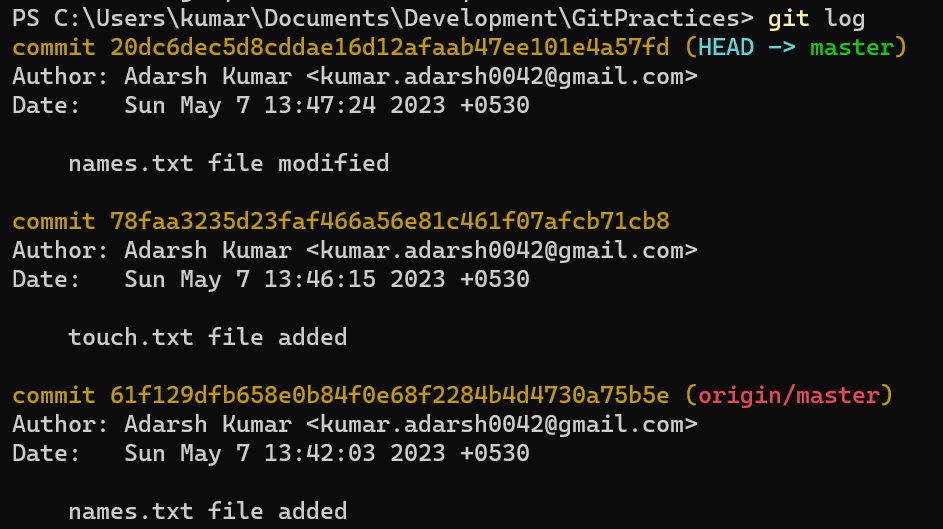 PS C:\Users\kumar\Documents\Development\GitPractices> git log
commit 20dc6dec5d8cddae16d12afaab47ee101e4a57fd (HEAD -> master)
Author: Adarsh Kumar <kumar.adarsh0042@gmail.com>
Date:   Sun May 7 13:47:24 2023 +0530
names.txt file modified
commit 78faa3235d23faf466a56e81c461f07afcb71cb8
Author: Adarsh Kumar <kumar.adarsh0042@gmail.com>
Date:   Sun May 7 13:46:15 2023 +0530
touch.txt file added
commit 61f129dfb658e0b84f0e68f2284b4d4730a75b5e (origin/master)
Author: Adarsh Kumar <kumar.adarsh0042@gmail.com>
Date:   Sun May 7 13:42:03 2023 +0530
names.txt file added